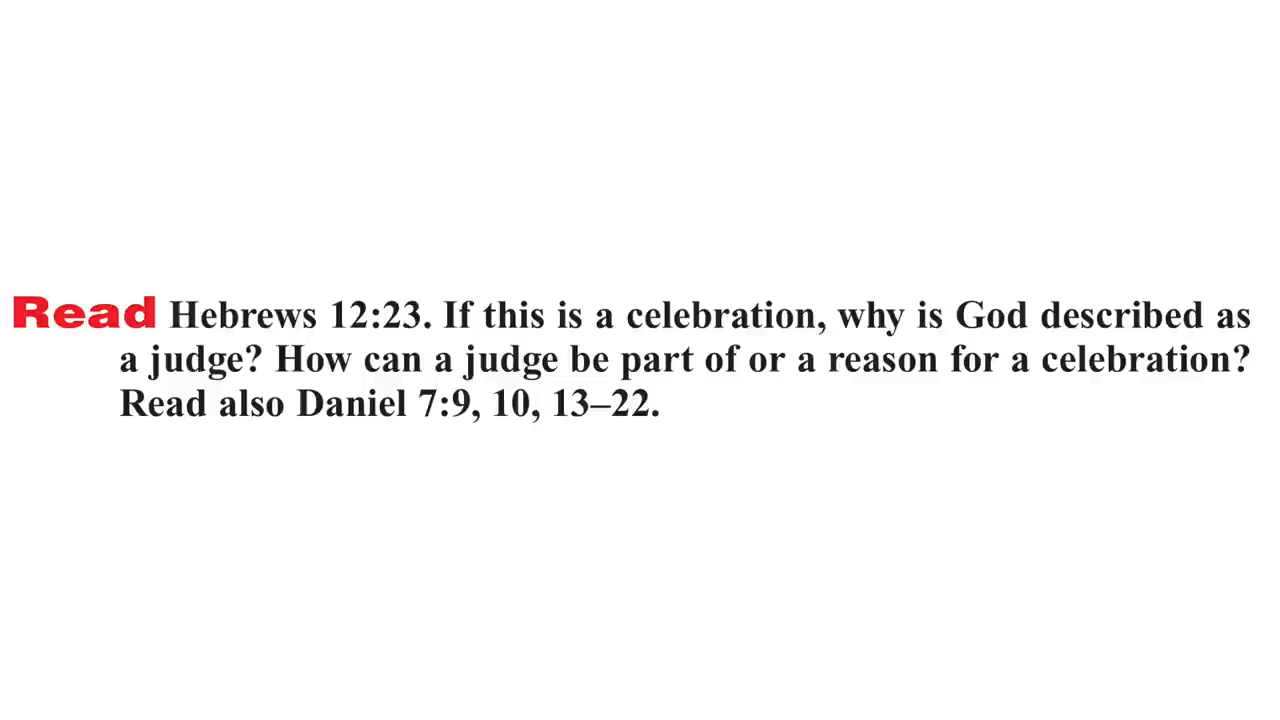 Read Hebrews 12:23. If this is a celebration, why is God described as
a judge? How can a judge be part of or a reason for a celebration?
Read also Daniel 7:9, 10, 13–22.